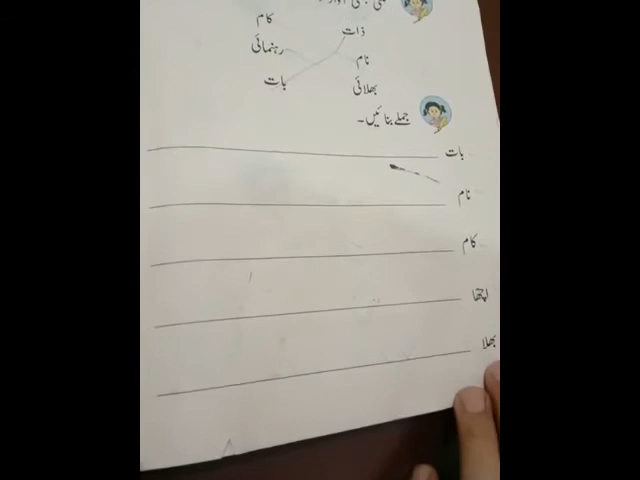 کام
ذات
رہنمائی
نام
بات
بھلائی
جملے بنائیں۔
بات
نام
کام
اچھا
بھلا